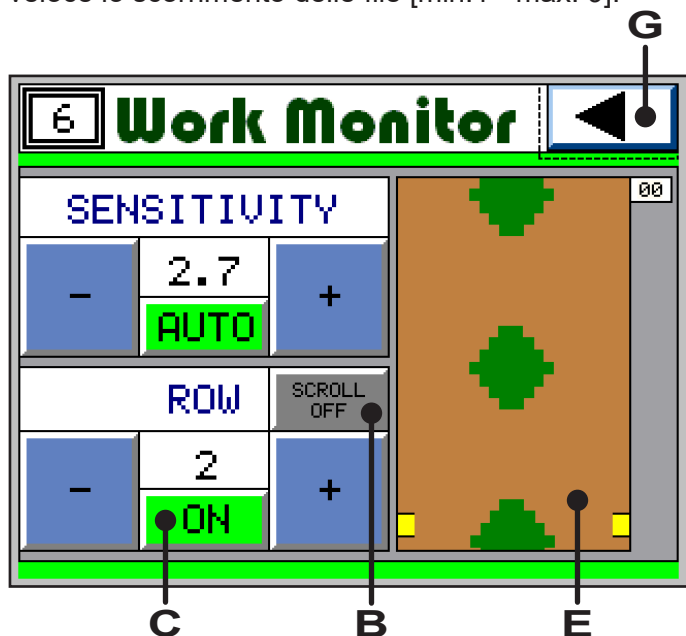 G
6 Work Monitor
00
SENSITIVITY
- 2.7 +
AUTO
ROW SCROLL OFF
- 2 +
ON
C B E